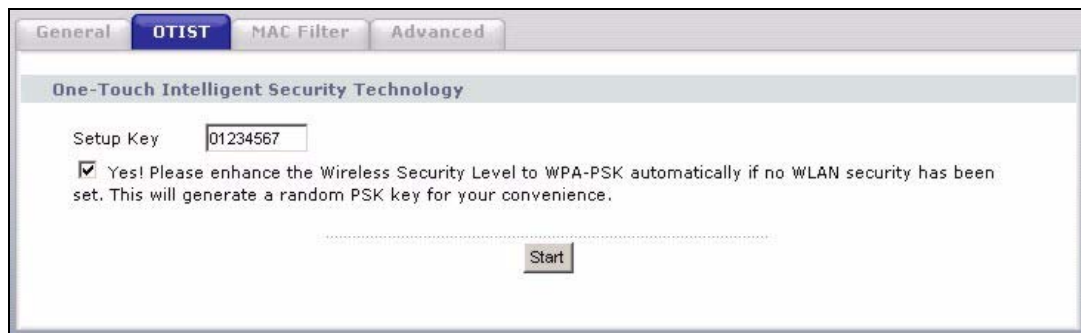 General OTIST MAC Filter Advanced
One-Touch Intelligent Security Technology
Setup Key 01234567
Yes! Please enhance the Wireless Security Level to WPA-PSK automatically if no WLAN security has been
set. This will generate a random PSK key for your convenience.
Start